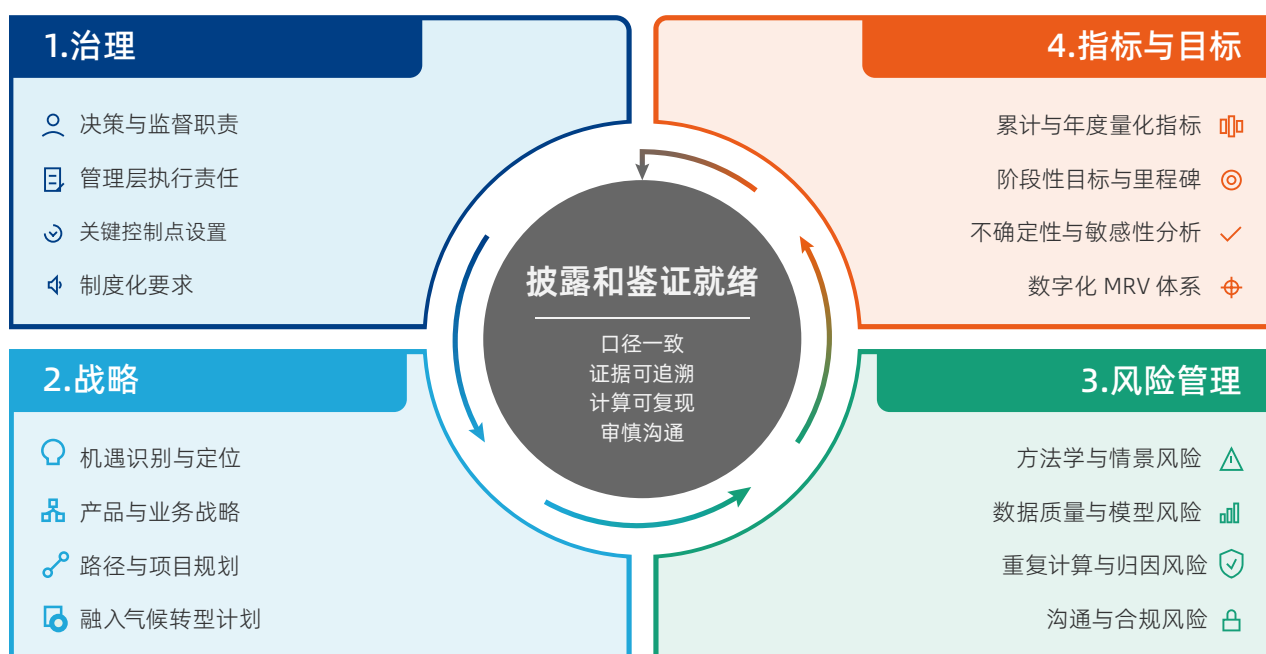 1.治理
决策与监督职责
管理层执行责任
关键控制点设置
制度化要求
2.战略
机遇识别与定位
产品与业务战略
路径与项目规划
融入气候转型计划
披露和鉴证就绪
口径一致
证据可追溯
计算可复现
审慎沟通
3.风险管理
方法学与情景风险
数据质量与模型风险
重复计算与归因风险
沟通与合规风险
4.指标与目标
累计与年度量化指标
阶段性目标与里程碑
不确定性与敏感性分析
数字化 MRV 体系